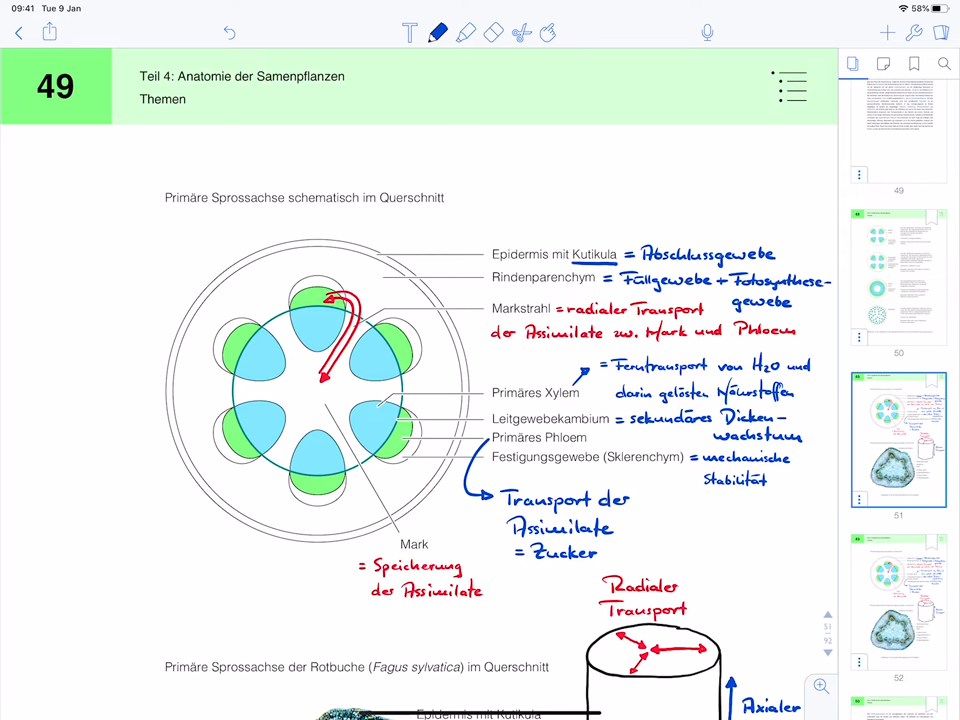 09:41 Tue 9 Jan
58%
49
Teil 4: Anatomie der Samenpflanzen
Themen
Primäre Sprossachse schematisch im Querschnitt
Epidermis mit Kutikula = Abschlussgewebe
Rindenparenchym = Füllgewebe + Fotosynthese-
gewebe
Markstrahl = radialer Transport
der Assimilate zw. Mark und Phloem
= Ferntransport von H2O und
Primäres Xylem
darin gelösten Nährstoffen
Leitgewebekambium = sekundäres Dicken-
wachstum
Primäres Phloem
Festigungsgewebe (Sklerenchym) = mechanische
Stabilität
Transport der
Assimilate
= Zucker
Mark
= Speicherung
der Assimilate
Radialer
Transport
Primäre Sprossachse der Rotbuche (Fagus sylvatica) im Querschnitt
Axialer
Epidermis mit Kutikula
49
50
51
52
51
92